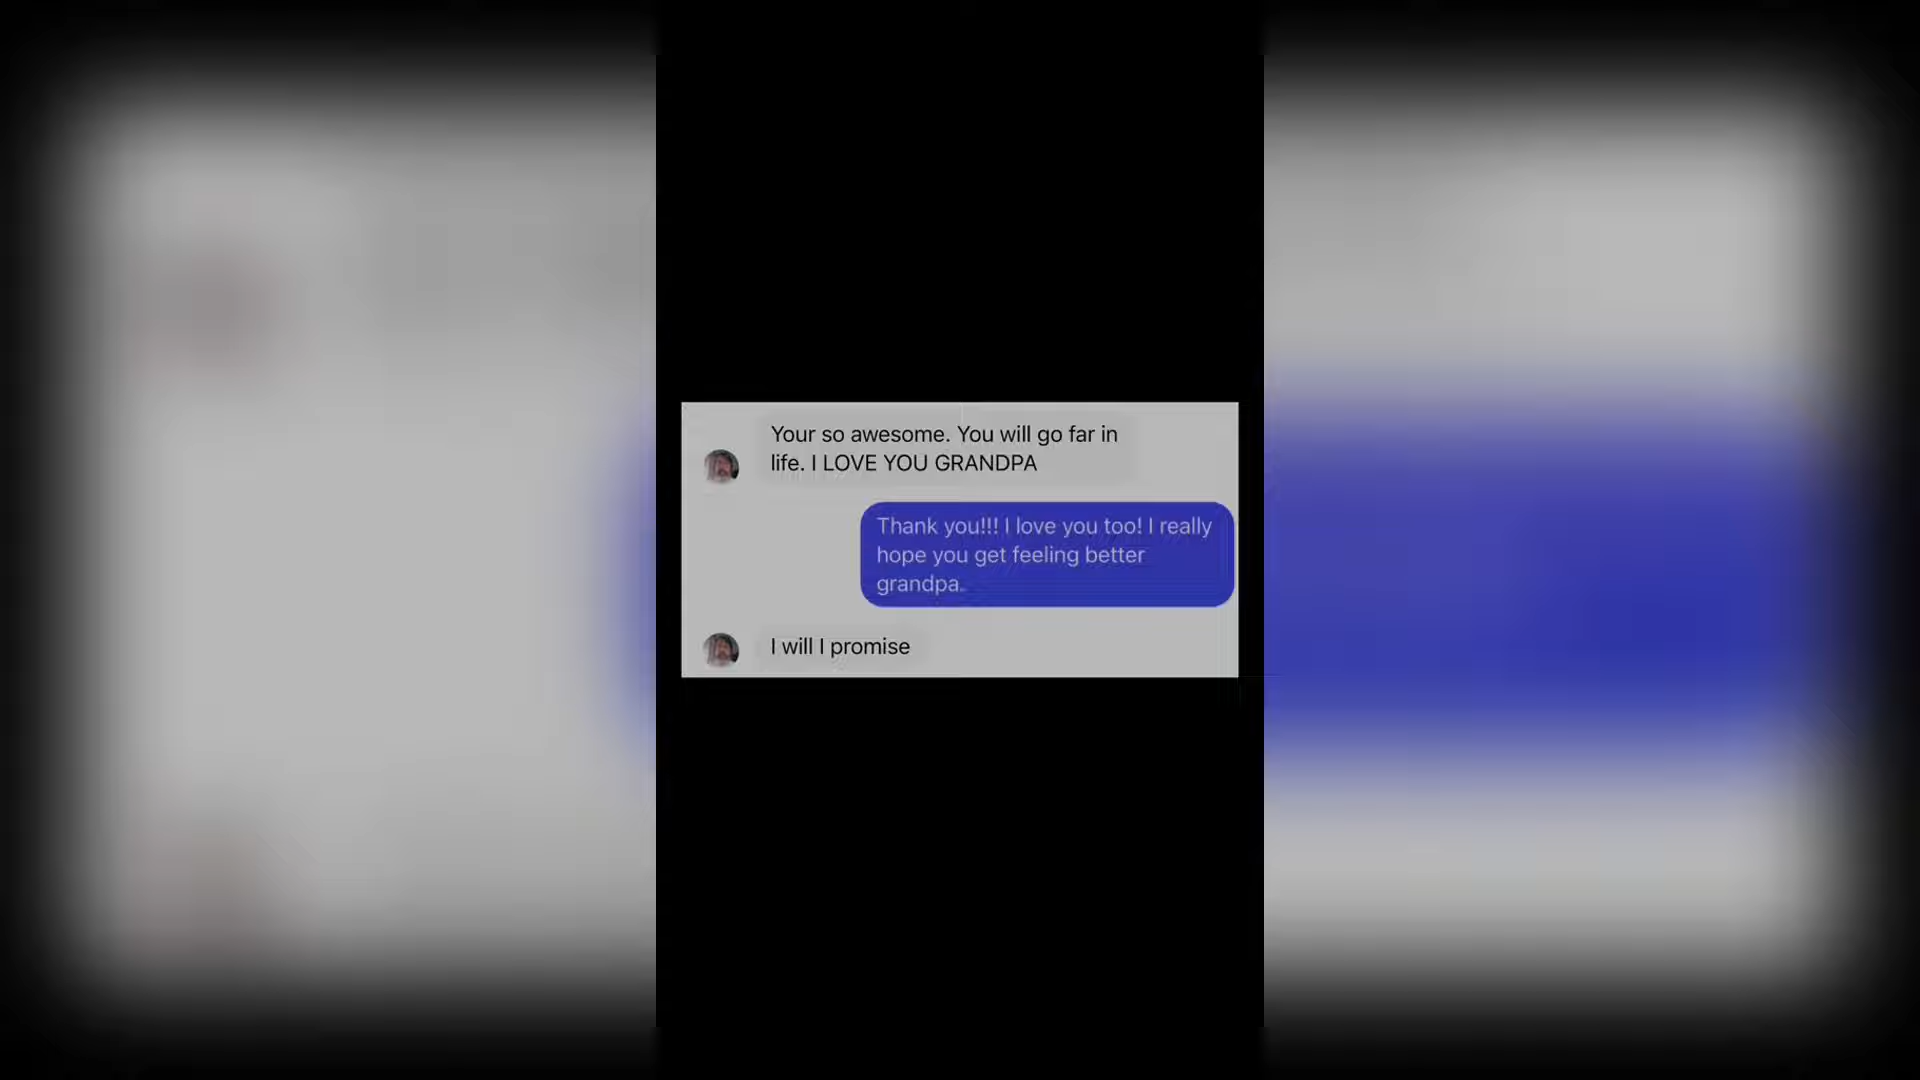 Your so awesome. You will go far in
life. I LOVE YOU GRANDPA
Thank you!!! I love you too! I really
hope you get feeling better
grandpa.
I will I promise